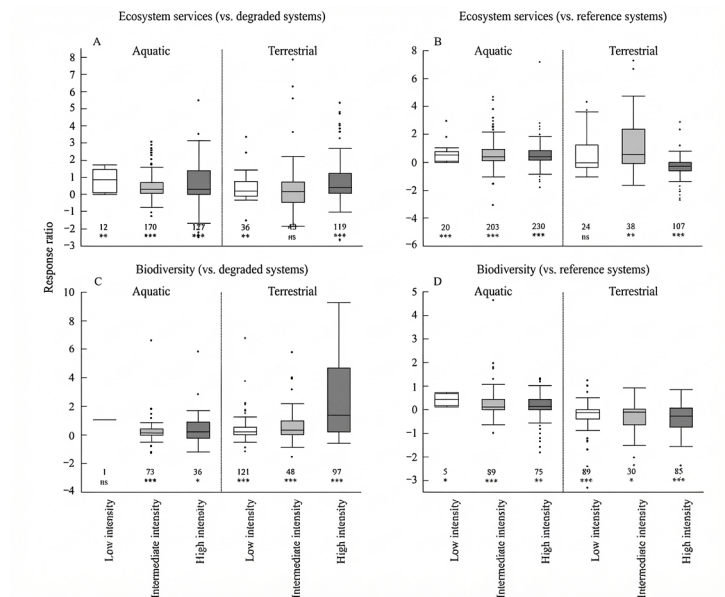 Ecosystem services (vs. degraded systems)
Ecosystem services (vs. reference systems)
A
Aquatic
Terrestrial
8
7
6
5
4
3
2
1
0
−1
−2
−3
12
170
127
36
43
119
**
***
***
**
ns
***
B
Aquatic
Terrestrial
8
6
4
2
0
−2
−4
−6
20
203
230
24
38
107
***
***
***
ns
**
***
Response ratio
Biodiversity (vs. degraded systems)
Biodiversity (vs. reference systems)
C
Aquatic
Terrestrial
10
8
6
4
2
0
−2
−4
1
73
36
121
48
97
ns
***
*
***
***
***
D
Aquatic
Terrestrial
5
4
3
2
1
0
−1
−2
−3
5
89
75
89
30
85
*
***
**
***
*
***
Low intensity
Intermediate intensity
High intensity
Low intensity
Intermediate intensity
High intensity
Low intensity
Intermediate intensity
High intensity
Low intensity
Intermediatc intensity
High intensity